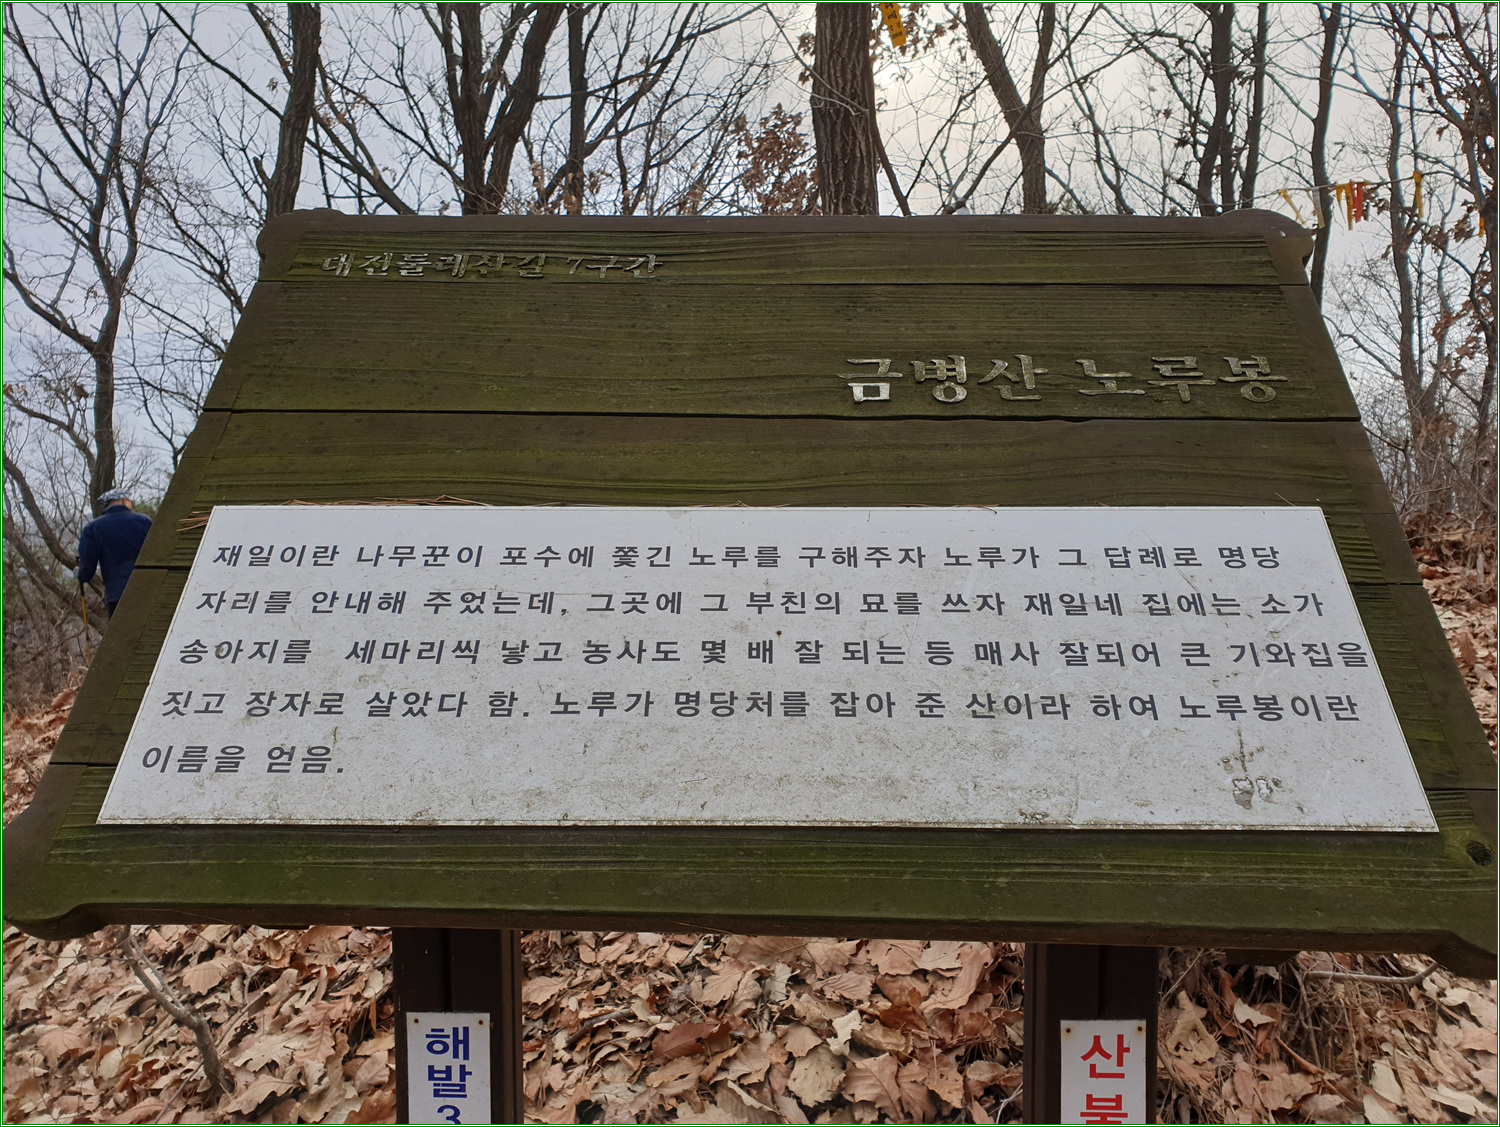 대전둘레산길 7구간
금병산 노루봉
재일이란 나무꾼이 포수에 쫓긴 노루를 구해주자 노루가 그 답례로 명당
자리를 안내해 주었는데, 그곳에 그 부친의 묘를 쓰자 재일네 집에는 소가
송아지를 세마리씩 낳고 농사도 몇 배 잘 되는 등 매사 잘되어 큰 기와집을
짓고 장자로 살았다 함. 노루가 명당처를 잡아 준 산이라 하여 노루봉이란
이름을 얻음.
해
발
3
산